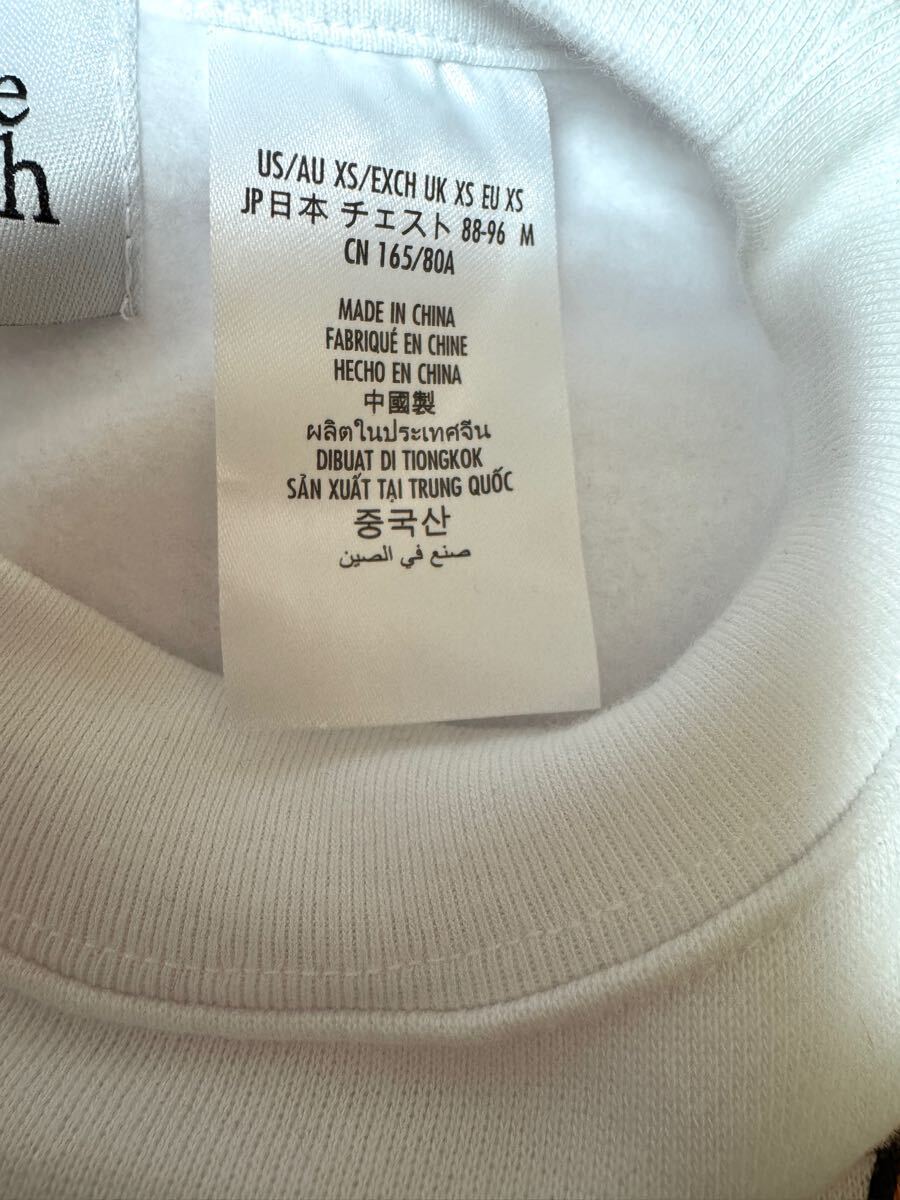 e
h
US/AU XS/EXCH UK XS EU XS
JP日本 チェスト 88-96 M
CN 165/80A
MADE IN CHINA
FABRIQUÉ EN CHINE
HECHO EN CHINA
中國製
ผลิตในประเทศจีน
DIBUAT DI TIONGKOK
SẢN XUẤT TẠI TRUNG QUỐC
중국산
صنع في الصين